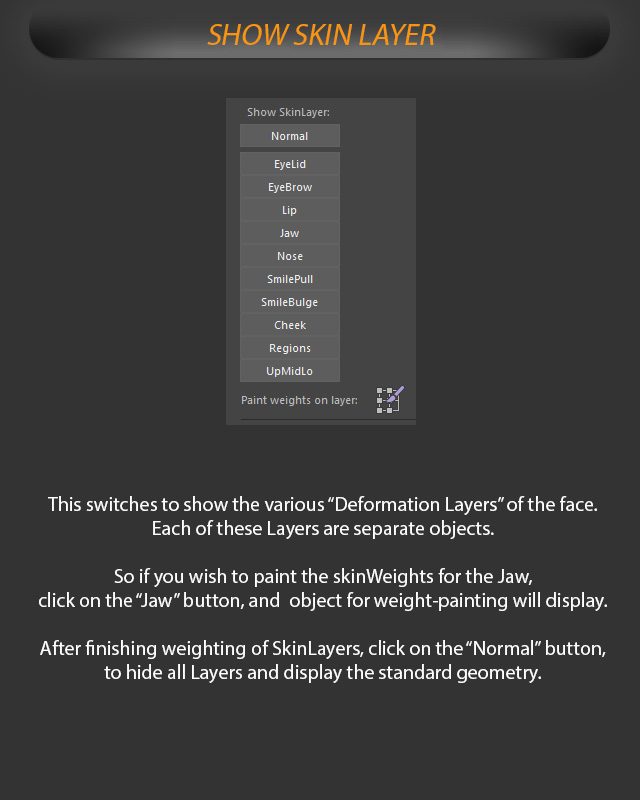 SHOW SKIN LAYER
Show SkinLayer:
Normal
EyeLid
EyeBrow
Lip
Jaw
Nose
SmilePull
SmileBulge
Cheek
Regions
UpMidLo
Paint weights on layer:
This switches to show the various “Deformation Layers” of the face.
Each of these Layers are separate objects.
So if you wish to paint the skinWeights for the Jaw,
click on the “Jaw” button, and  object for weight-painting will display.
After finishing weighting of SkinLayers, click on the “Normal” button,
to hide all Layers and display the standard geometry.